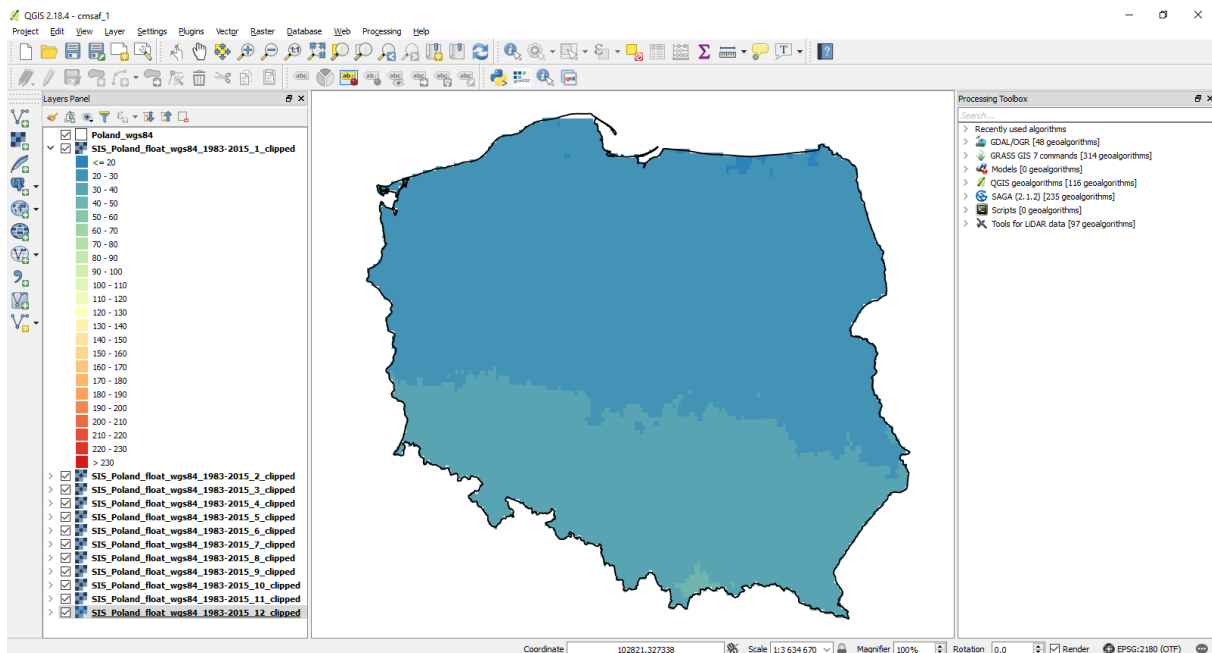 QGIS 2.18.4 - cmsaf_1
Project Edit View Layer Settings Plugins Vector Raster Database Web Processing Help
Layers Panel
Poland_wgs84
SIS_Poland_float_wgs84_1983-2015_1_clipped
<= 20
20 - 30
30 - 40
40 - 50
50 - 60
60 - 70
70 - 80
80 - 90
90 - 100
100 - 110
110 - 120
120 - 130
130 - 140
140 - 150
150 - 160
160 - 170
170 - 180
180 - 190
190 - 200
200 - 210
210 - 220
220 - 230
> 230
SIS_Poland_float_wgs84_1983-2015_2_clipped
SIS_Poland_float_wgs84_1983-2015_3_clipped
SIS_Poland_float_wgs84_1983-2015_4_clipped
SIS_Poland_float_wgs84_1983-2015_5_clipped
SIS_Poland_float_wgs84_1983-2015_6_clipped
SIS_Poland_float_wgs84_1983-2015_7_clipped
SIS_Poland_float_wgs84_1983-2015_8_clipped
SIS_Poland_float_wgs84_1983-2015_9_clipped
SIS_Poland_float_wgs84_1983-2015_10_clipped
SIS_Poland_float_wgs84_1983-2015_11_clipped
SIS_Poland_float_wgs84_1983-2015_12_clipped
Processing Toolbox
Search...
Recently used algorithms
GDAL/OGR [48 geoalgorithms]
GRASS GIS 7 commands [314 geoalgorithms]
Models [0 geoalgorithms]
QGIS geoalgorithms [116 geoalgorithms]
SAGA (2.1.2) [235 geoalgorithms]
Scripts [0 geoalgorithms]
Tools for LiDAR data [97 geoalgorithms]
Coordinate 102821,327338 Scale 1:3 634 670 Magnifier 100% Rotation 0,0 Render EPSG:2180 (OTF)